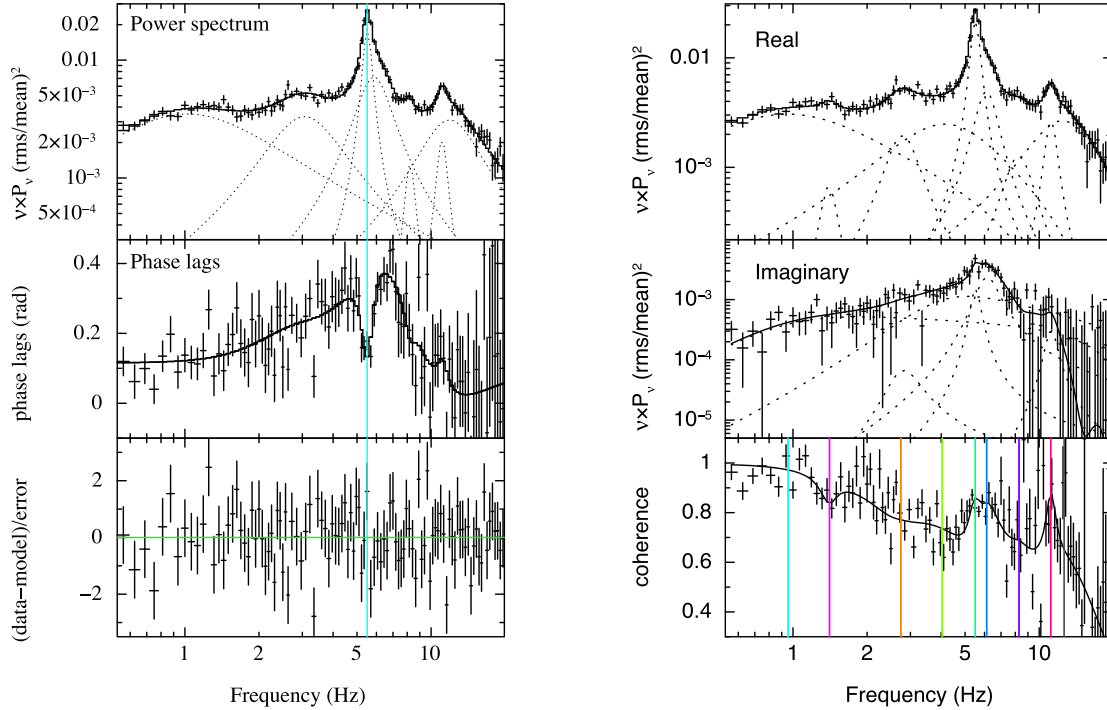 Power spectrum
0.02
0.01
5×10⁻³
2×10⁻³
10⁻³
5×10⁻⁴
ν×Pᵥ (rms/mean)²
Phase lags
0.4
0.2
0
phase lags (rad)
2
0
−2
(data−model)/error
1 2 5 10
Frequency (Hz)
Real
0.01
10⁻³
ν×Pᵥ (rms/mean)²
Imaginary
10⁻³
10⁻⁴
10⁻⁵
ν×Pᵥ (rms/mean)²
1
0.8
0.6
0.4
coherence
1 2 5 10
Frequency (Hz)